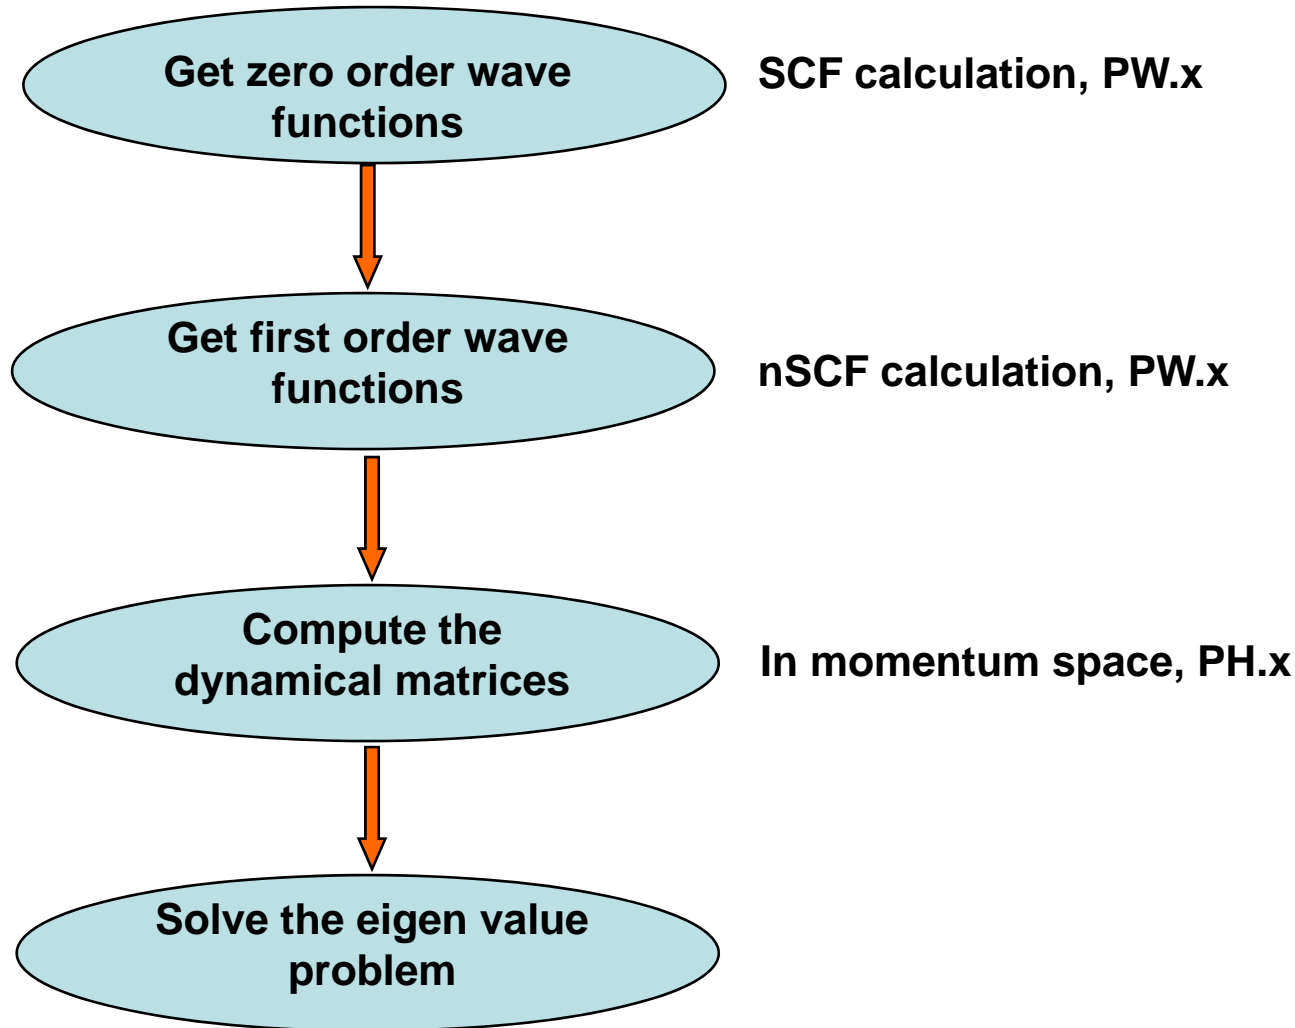 Get zero order wave
functions
SCF calculation, PW.x
Get first order wave
functions
nSCF calculation, PW.x
Compute the
dynamical matrices
In momentum space, PH.x
Solve the eigen value
problem